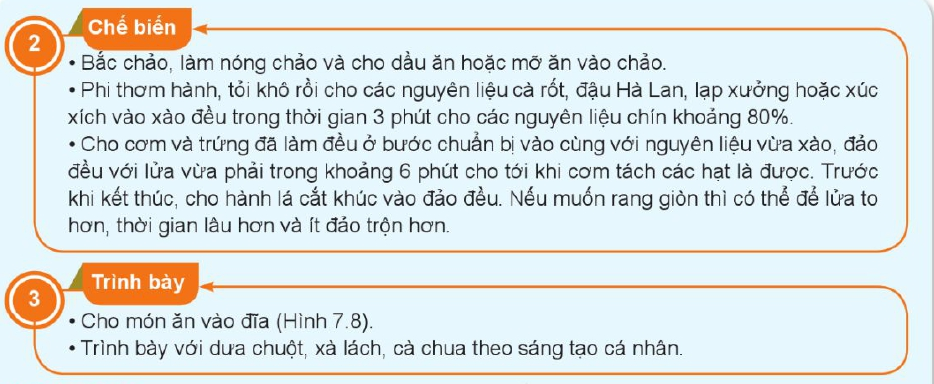 2
Chế biến
• Bắc chảo, làm nóng chảo và cho dầu ăn hoặc mỡ ăn vào chảo.
• Phi thơm hành, tỏi khô rồi cho các nguyên liệu cà rốt, đậu Hà Lan, lạp xưởng hoặc xúc
xích vào xào đều trong thời gian 3 phút cho các nguyên liệu chín khoảng 80%.
• Cho cơm và trứng đã làm đều ở bước chuẩn bị vào cùng với nguyên liệu vừa xào, đảo
đều với lửa vừa phải trong khoảng 6 phút cho tới khi cơm tách các hạt là được. Trước
khi kết thúc, cho hành lá cắt khúc vào đảo đều. Nếu muốn rang giòn thì có thể để lửa to
hơn, thời gian lâu hơn và ít đảo trộn hơn.
3
Trình bày
• Cho món ăn vào đĩa (Hình 7.8).
• Trình bày với dưa chuột, xà lách, cà chua theo sáng tạo cá nhân.